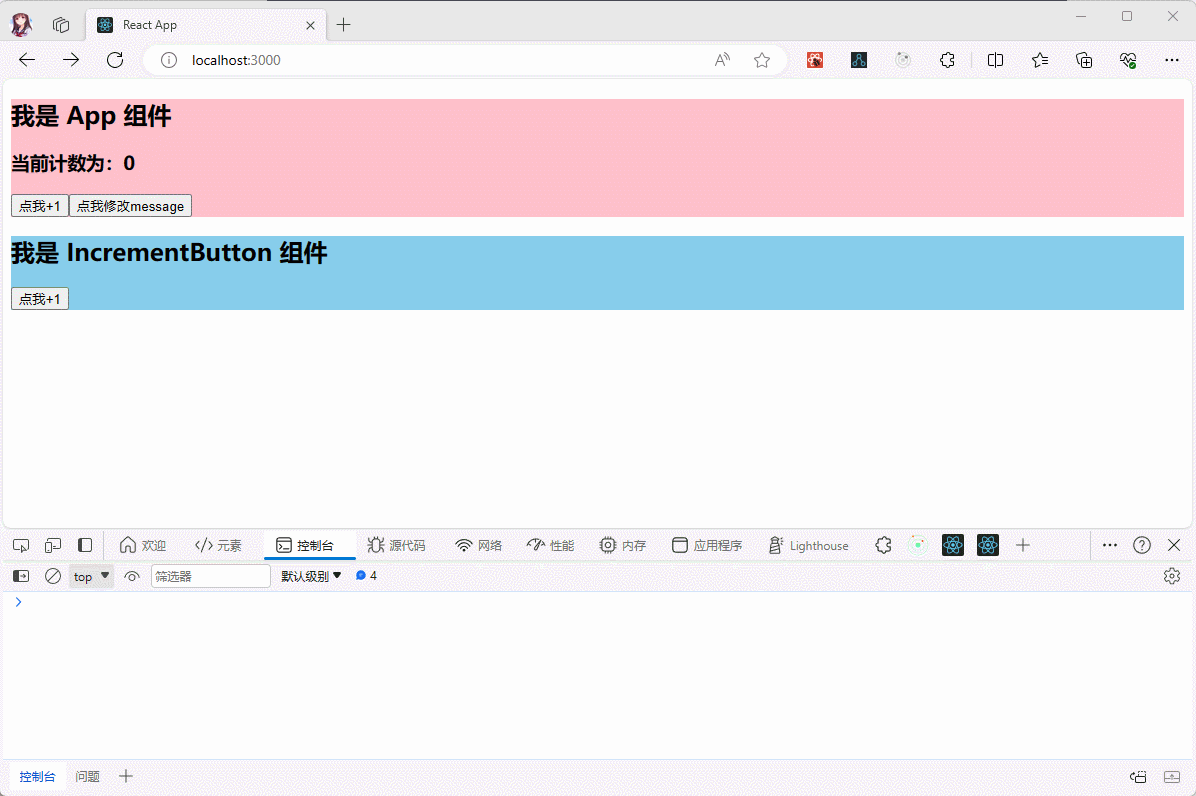 React App
localhost:3000
我是 App 组件
当前计数为：0
点我+1 点我修改message
我是 IncrementButton 组件
点我+1
欢迎 元素 控制台 源代码 网络 性能 内存 应用程序 Lighthouse
top 筛选器 默认级别 4
控制台 问题